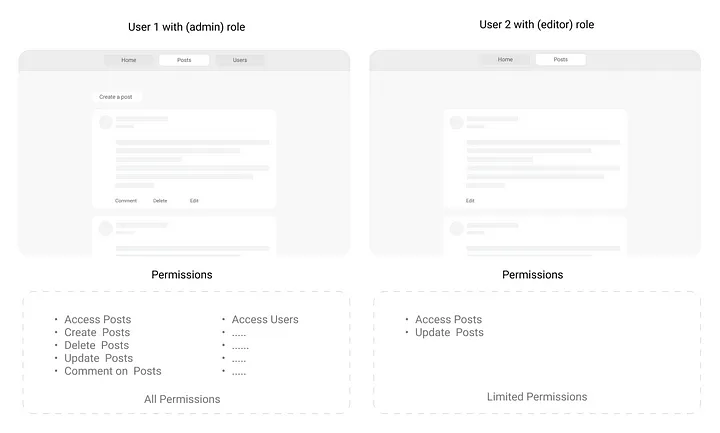 User 1 with (admin) role
Home Posts Users
Create a post
Comment Delete Edit
Permissions
• Access Posts
• Create Posts
• Delete Posts
• Update Posts
• Comment on Posts
• Access Users
• .....
• ......
• .....
• .....
All Permissions
User 2 with (editor) role
Home Posts
Edit
Permissions
• Access Posts
• Update Posts
Limited Permissions